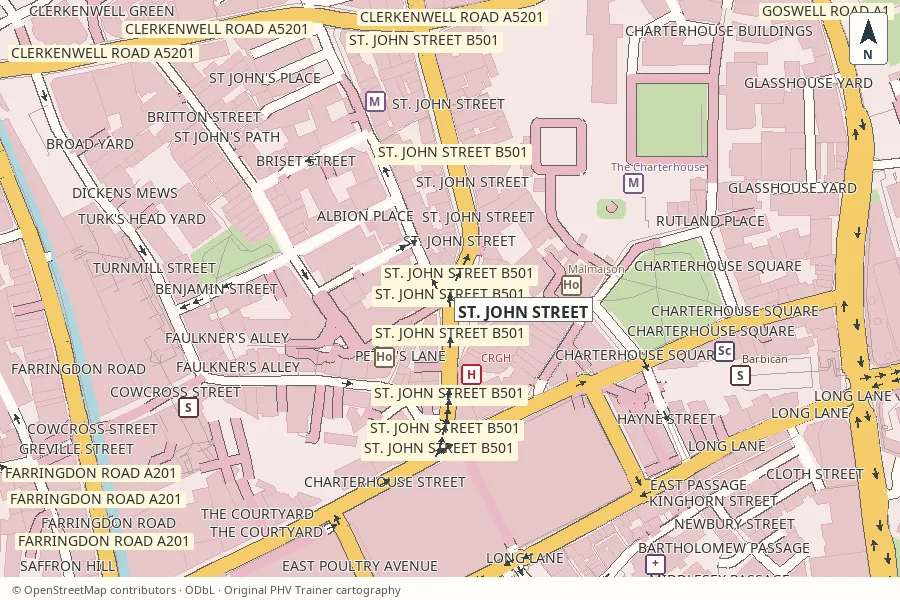 CLERKENWELL GREEN
CLERKENWELL ROAD A5201
GOSWELL ROAD A1
CLERKENWELL ROAD A5201
CHARTERHOUSE BUILDINGS
ST. JOHN STREET B501
CLERKENWELL ROAD A5201
N
ST JOHN'S PLACE
GLASSHOUSE YARD
M
ST. JOHN STREET
BRITTON STREET
ST JOHN'S PATH
BROAD YARD
ST. JOHN STREET B501
BRISET STREET
The Charterhouse
M
ST. JOHN STREET
GLASSHOUSE YARD
DICKENS MEWS
ALBION PLACE
ST. JOHN STREET
TURK'S HEAD YARD
RUTLAND PLACE
ST. JOHN STREET
TURNMILL STREET
Malmaison
CHARTERHOUSE SQUARE
ST. JOHN STREET B501
Ho
BENJAMIN STREET
ST. JOHN STREET B501
ST. JOHN STREET
CHARTERHOUSE SQUARE
ST. JOHN STREET B501
CHARTERHOUSE SQUARE
FAULKNER'S ALLEY
Ho
CRGH
CHARTERHOUSE SQUARE
Sc
Barbican
FARRINGDON ROAD
FAULKNER'S ALLEY
H
S
COWCROSS STREET
ST. JOHN STREET B501
LONG LANE
S
LONG LANE
HAYNE STREET
COWCROSS STREET
ST. JOHN STREET B501
GREVILLE STREET
ST. JOHN STREET B501
LONG LANE
FARRINGDON ROAD A201
CLOTH STREET
CHARTERHOUSE STREET
EAST PASSAGE
FARRINGDON ROAD A201
KINGHORN STREET
THE COURTYARD
FARRINGDON ROAD
NEWBURY STREET
THE COURTYARD
FARRINGDON ROAD A201
BARTHOLOMEW PASSAGE
LONG LANE
SAFFRON HILL
EAST POULTRY AVENUE
© OpenStreetMap contributors · ODbL · Original PHV Trainer cartography